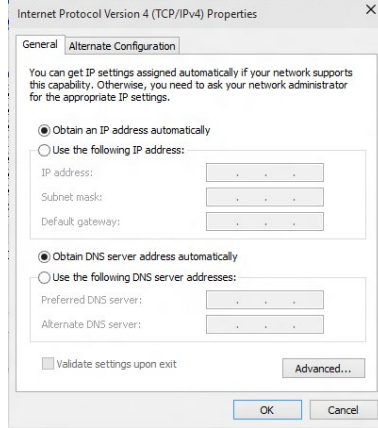 Internet Protocol Version 4 (TCP/IPv4) Properties
General
Alternate Configuration
You can get IP settings assigned automatically if your network supports
this capability. Otherwise, you need to ask your network administrator
for the appropriate IP settings.
Obtain an IP address automatically
Use the following IP address:
IP address:
Subnet mask:
Default gateway:
Obtain DNS server address automatically
Use the following DNS server addresses:
Preferred DNS server:
Alternate DNS server:
Validate settings upon exit
Advanced...
OK
Cancel